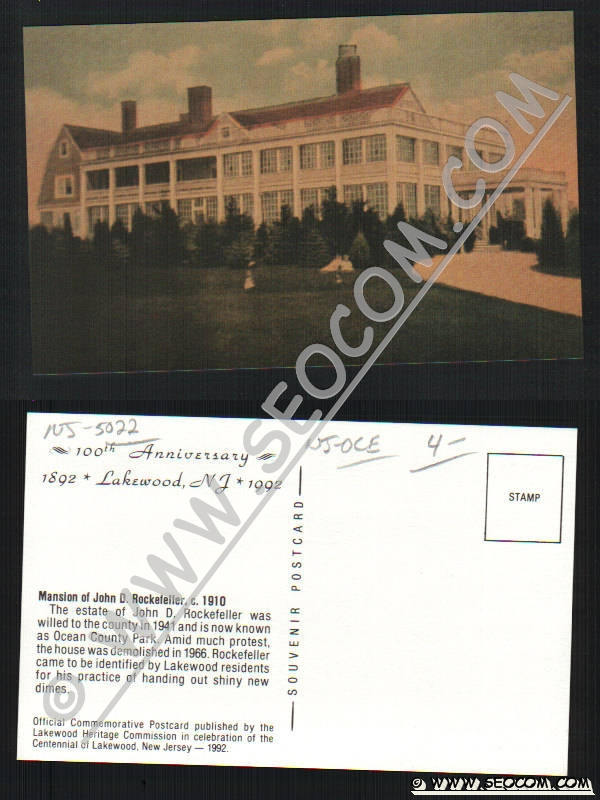 © WWW.SEOCOM.COM
NJ-5022
NJ-OCE
4-
100th Anniversary
1892 * Lakewood, NJ * 1992
STAMP
SOUVENIR POSTCARD
Mansion of John D. Rockefeller, c. 1910
The estate of John D. Rockefeller was
willed to the county in 1941 and is now known
as Ocean County Park. Amid much protest,
the house was demolished in 1966. Rockefeller
came to be identified by Lakewood residents
for his practice of handing out shiny new
dimes.
Official Commemorative Postcard published by the
Lakewood Heritage Commission in celebration of the
Centennial of Lakewood, New Jersey — 1992.
© WWW.SEOCOM.COM